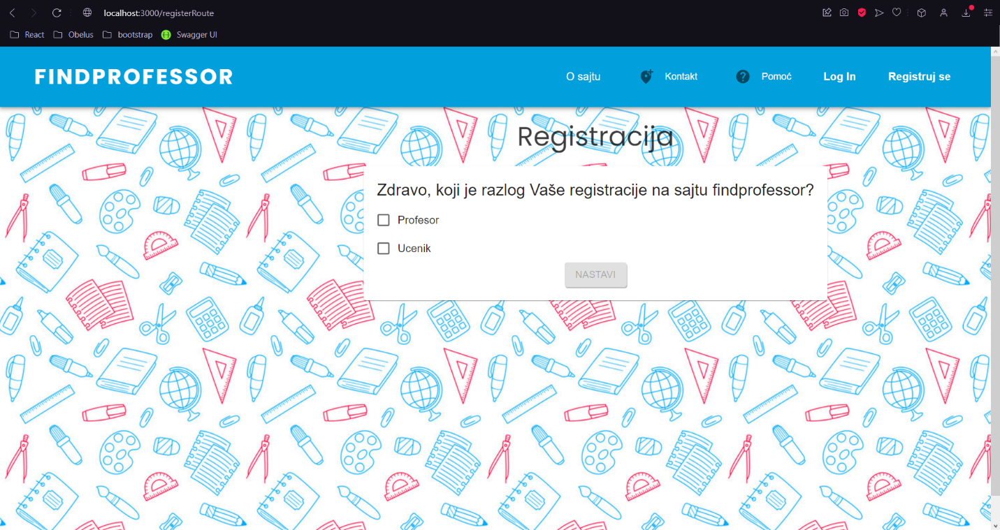 localhost:3000/registerRoute
React Obelus bootstrap Swagger UI
FINDPROFESSOR O sajtu Kontakt ? Pomoć Log In Registruj se
Registracija
Zdravo, koji je razlog Vaše registracije na sajtu findprofessor?
Profesor
Ucenik
NASTAVI